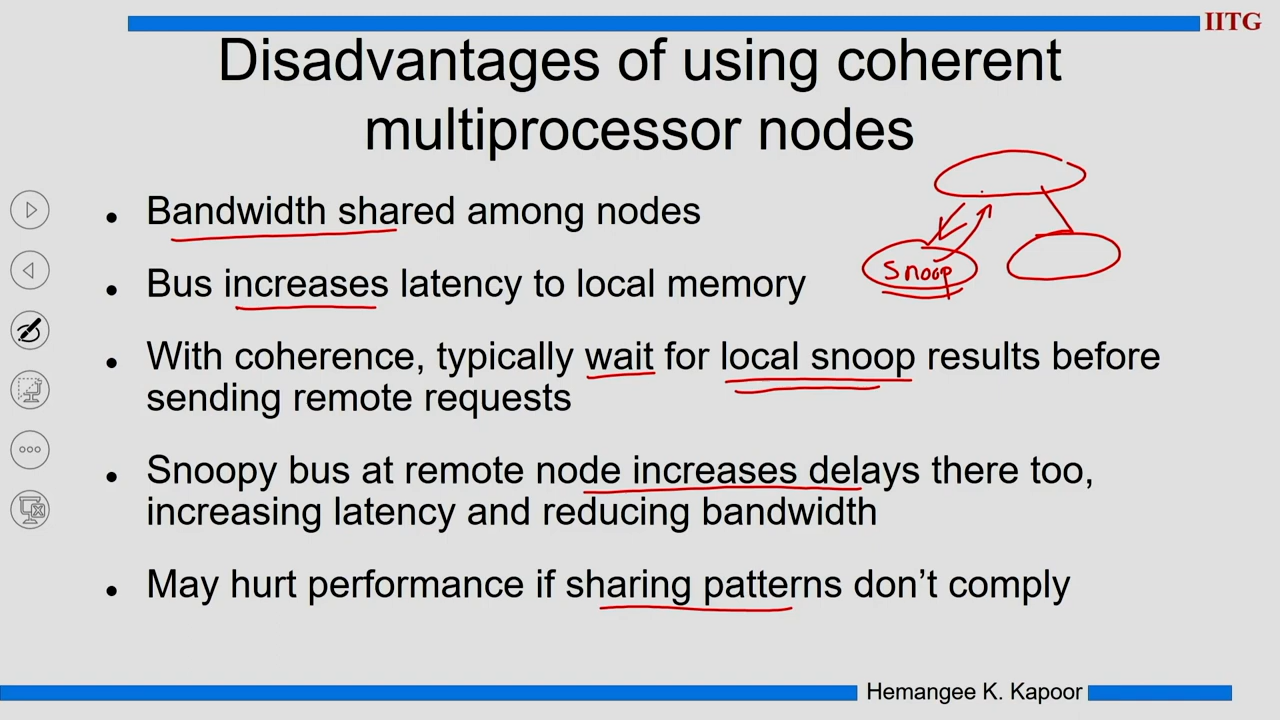 IITG
Disadvantages of using coherent
multiprocessor nodes
• Bandwidth shared among nodes
• Bus increases latency to local memory
snoop
• With coherence, typically wait for local snoop results before
sending remote requests
• Snoopy bus at remote node increases delays there too,
increasing latency and reducing bandwidth
• May hurt performance if sharing patterns don’t comply
Hemangee K. Kapoor